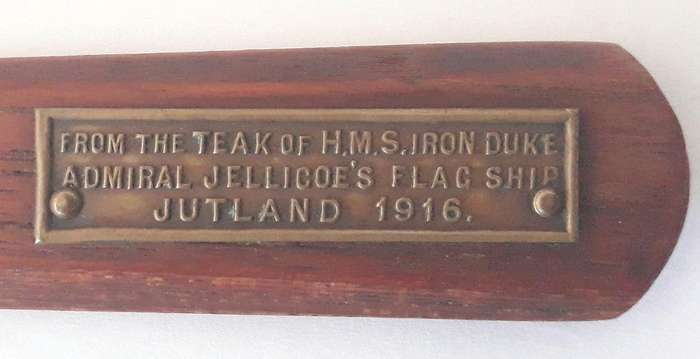 FROM THE TEAK OF H.M.S. IRON DUKE
ADMIRAL JELLICOE'S FLAG SHIP
JUTLAND 1916.